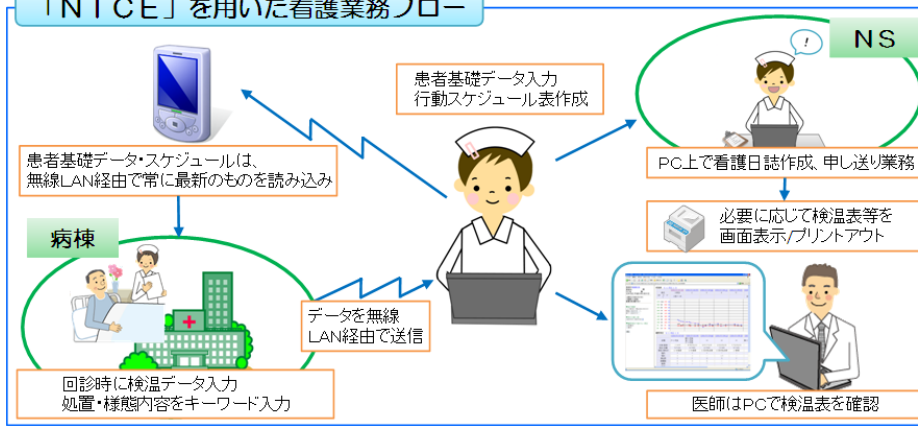 「NICE」を用いた看護業務フロー
NS
患者基礎データ入力
行動スケジュール表作成
患者基礎データ・スケジュールは、
無線LAN経由で常に最新のものを読み込み
PC上で看護日誌作成、申し送り業務
必要に応じて検温表等を
画面表示/プリントアウト
病棟
データを無線
LAN経由で送信
回診時に検温データ入力
処置・様態内容をキーワード入力
医師はPCで検温表を確認